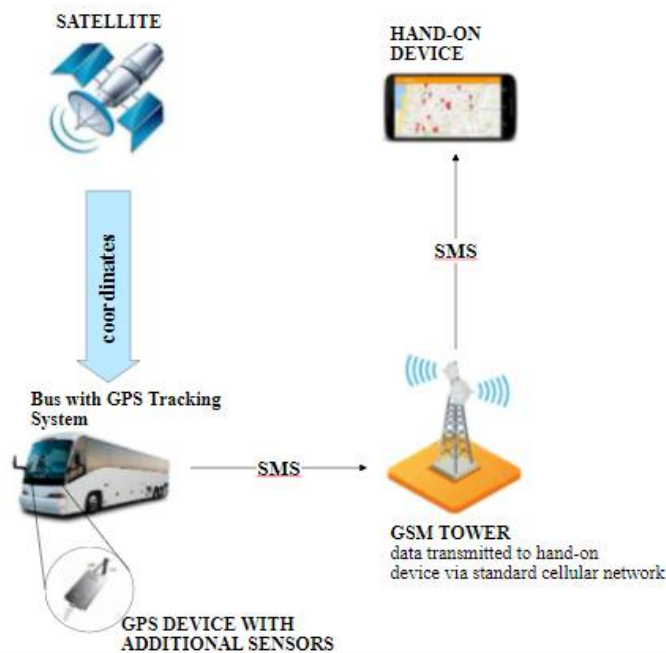 SATELLITE
HAND-ON
DEVICE
coordinates
SMS
Bus with GPS Tracking
System
SMS
GSM TOWER
data transmitted to hand-on
device via standard cellular network
GPS DEVICE WITH
ADDITIONAL SENSORS